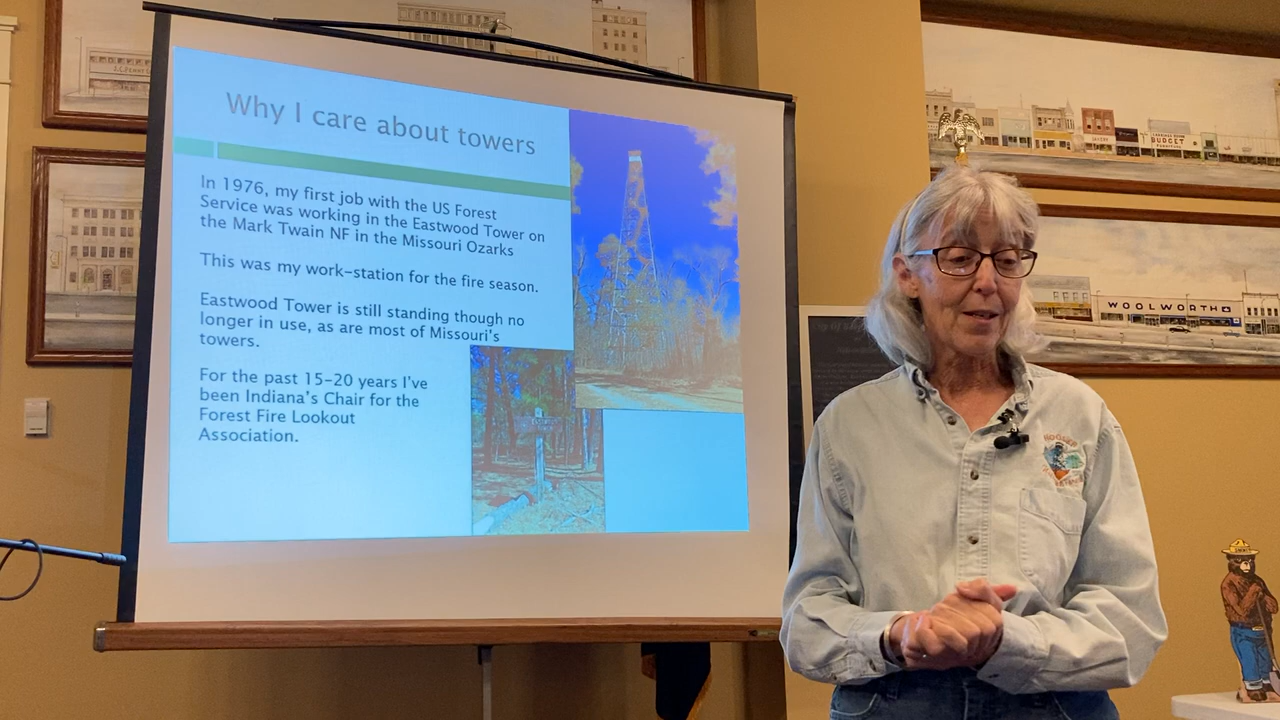 Why I care about towers
In 1976, my first job with the US Forest
Service was working in the Eastwood Tower on
the Mark Twain NF in the Missouri Ozarks
This was my work-station for the fire season.
Eastwood Tower is still standing though no
longer in use, as are most of Missouri's
towers.
For the past 15-20 years I've
been Indiana's Chair for the
Forest Fire Lookout
Association.
BUDGET
WOOLWORTH
HOOSIER
SMOKEY